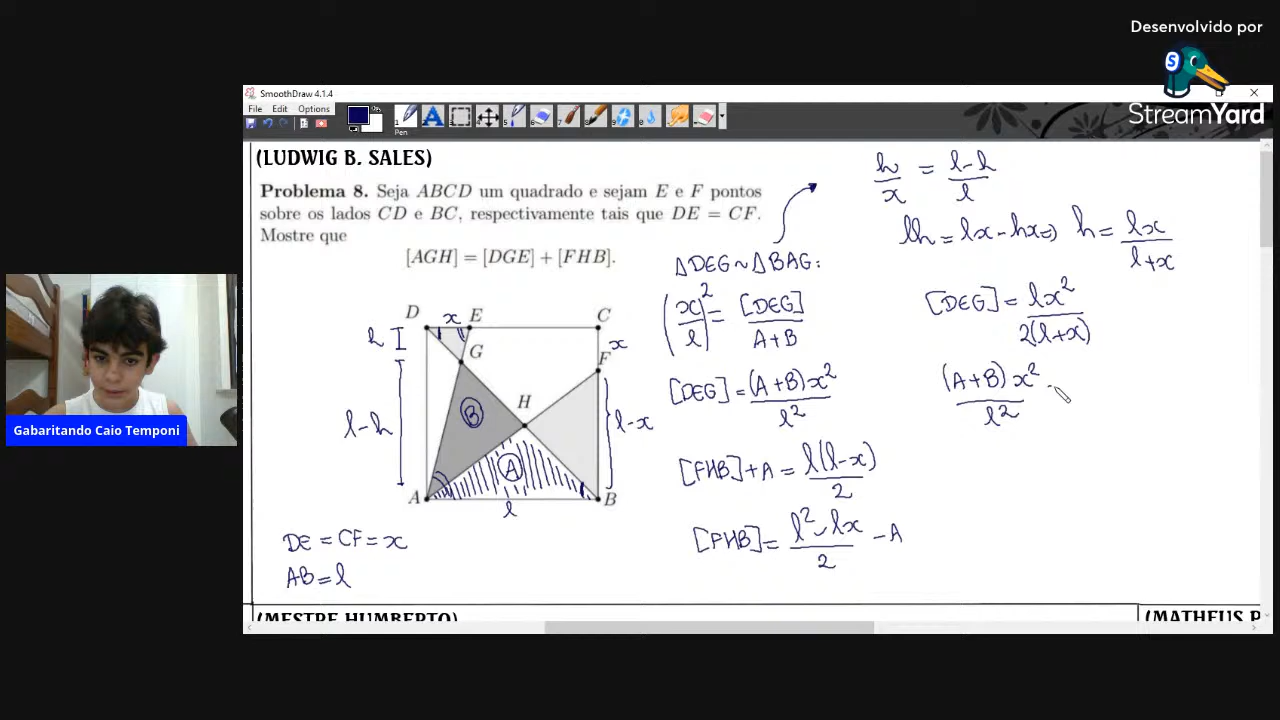 Desenvolvido por
StreamYard
SmoothDraw 4.1.4
File Edit Options
Pen
(LUDWIG B. SALES)
Problema 8. Seja ABCD um quadrado e sejam E e F pontos
sobre os lados CD e BC, respectivamente tais que DE = CF.
Mostre que
[AGH] = [DGE] + [FHB].
D x E C
h G x
F
B H
l-h l-x
A
A l B
DE = CF = x
AB = l
ΔDEG ~ ΔBAG:
(x/l)² = [DEG]/A+B
[DEG] = (A+B)x²/l²
[FHB] + A = l(l-x)/2
[FHB] = l² - lx/2 - A
h/x = l-h/l
lh = lx - hx => h = lx/l+x
[DEG] = lx²/2(l+x)
(A+B)x²/l²
Gabaritando Caio Temponi
(MESTRE HUMBERTO)
(MATHEUS P